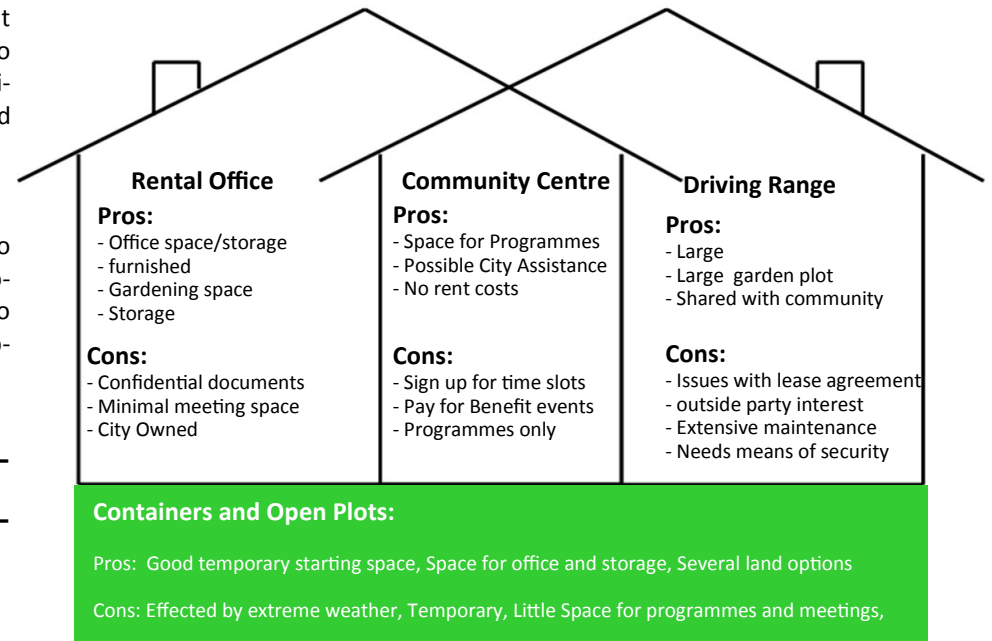 t
o
i-
d
o
o-
o
o-
Rental Office
Pros:
- Office space/storage
- furnished
- Gardening space
- Storage
Cons:
- Confidential documents
- Minimal meeting space
- City Owned
Community Centre
Pros:
- Space for Programmes
- Possible City Assistance
- No rent costs
Cons:
- Sign up for time slots
- Pay for Benefit events
- Programmes only
Driving Range
Pros:
- Large
- Large garden plot
- Shared with community
Cons:
- Issues with lease agreement
- outside party interest
- Extensive maintenance
- Needs means of security
Containers and Open Plots:
Pros: Good temporary starting space, Space for office and storage, Several land options
Cons: Effected by extreme weather, Temporary, Little Space for programmes and meetings,